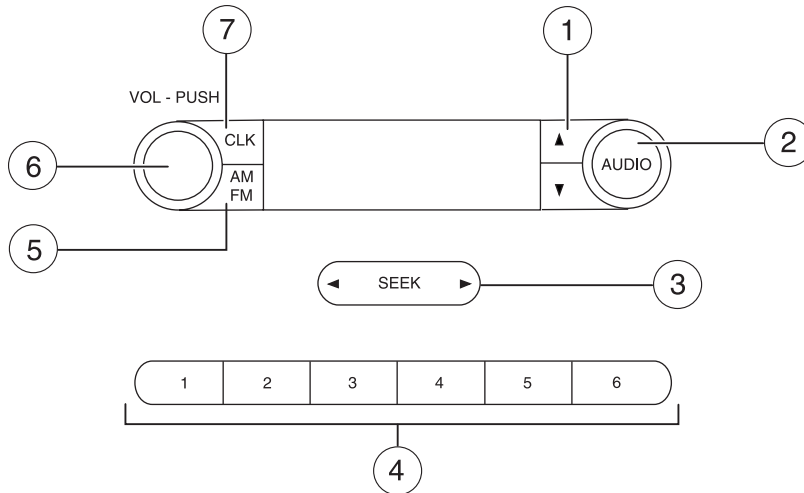 7
1
VOL - PUSH
CLK
▲
6
2
AUDIO
AM
FM
▼
5
◄ SEEK ►
3
1 2 3 4 5 6
4